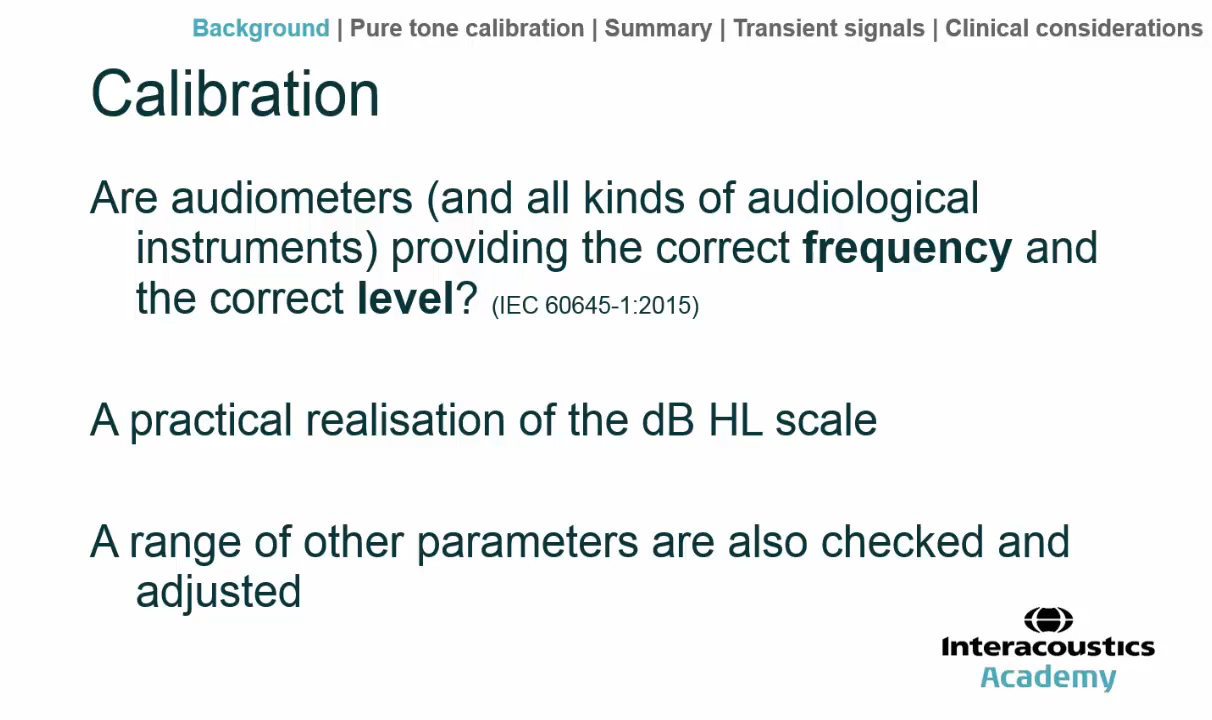 Background | Pure tone calibration | Summary | Transient signals | Clinical considerations
Calibration
Are audiometers (and all kinds of audiological
instruments) providing the correct frequency and
the correct level? (IEC 60645-1:2015)
A practical realisation of the dB HL scale
A range of other parameters are also checked and
adjusted
Interacoustics
Academy